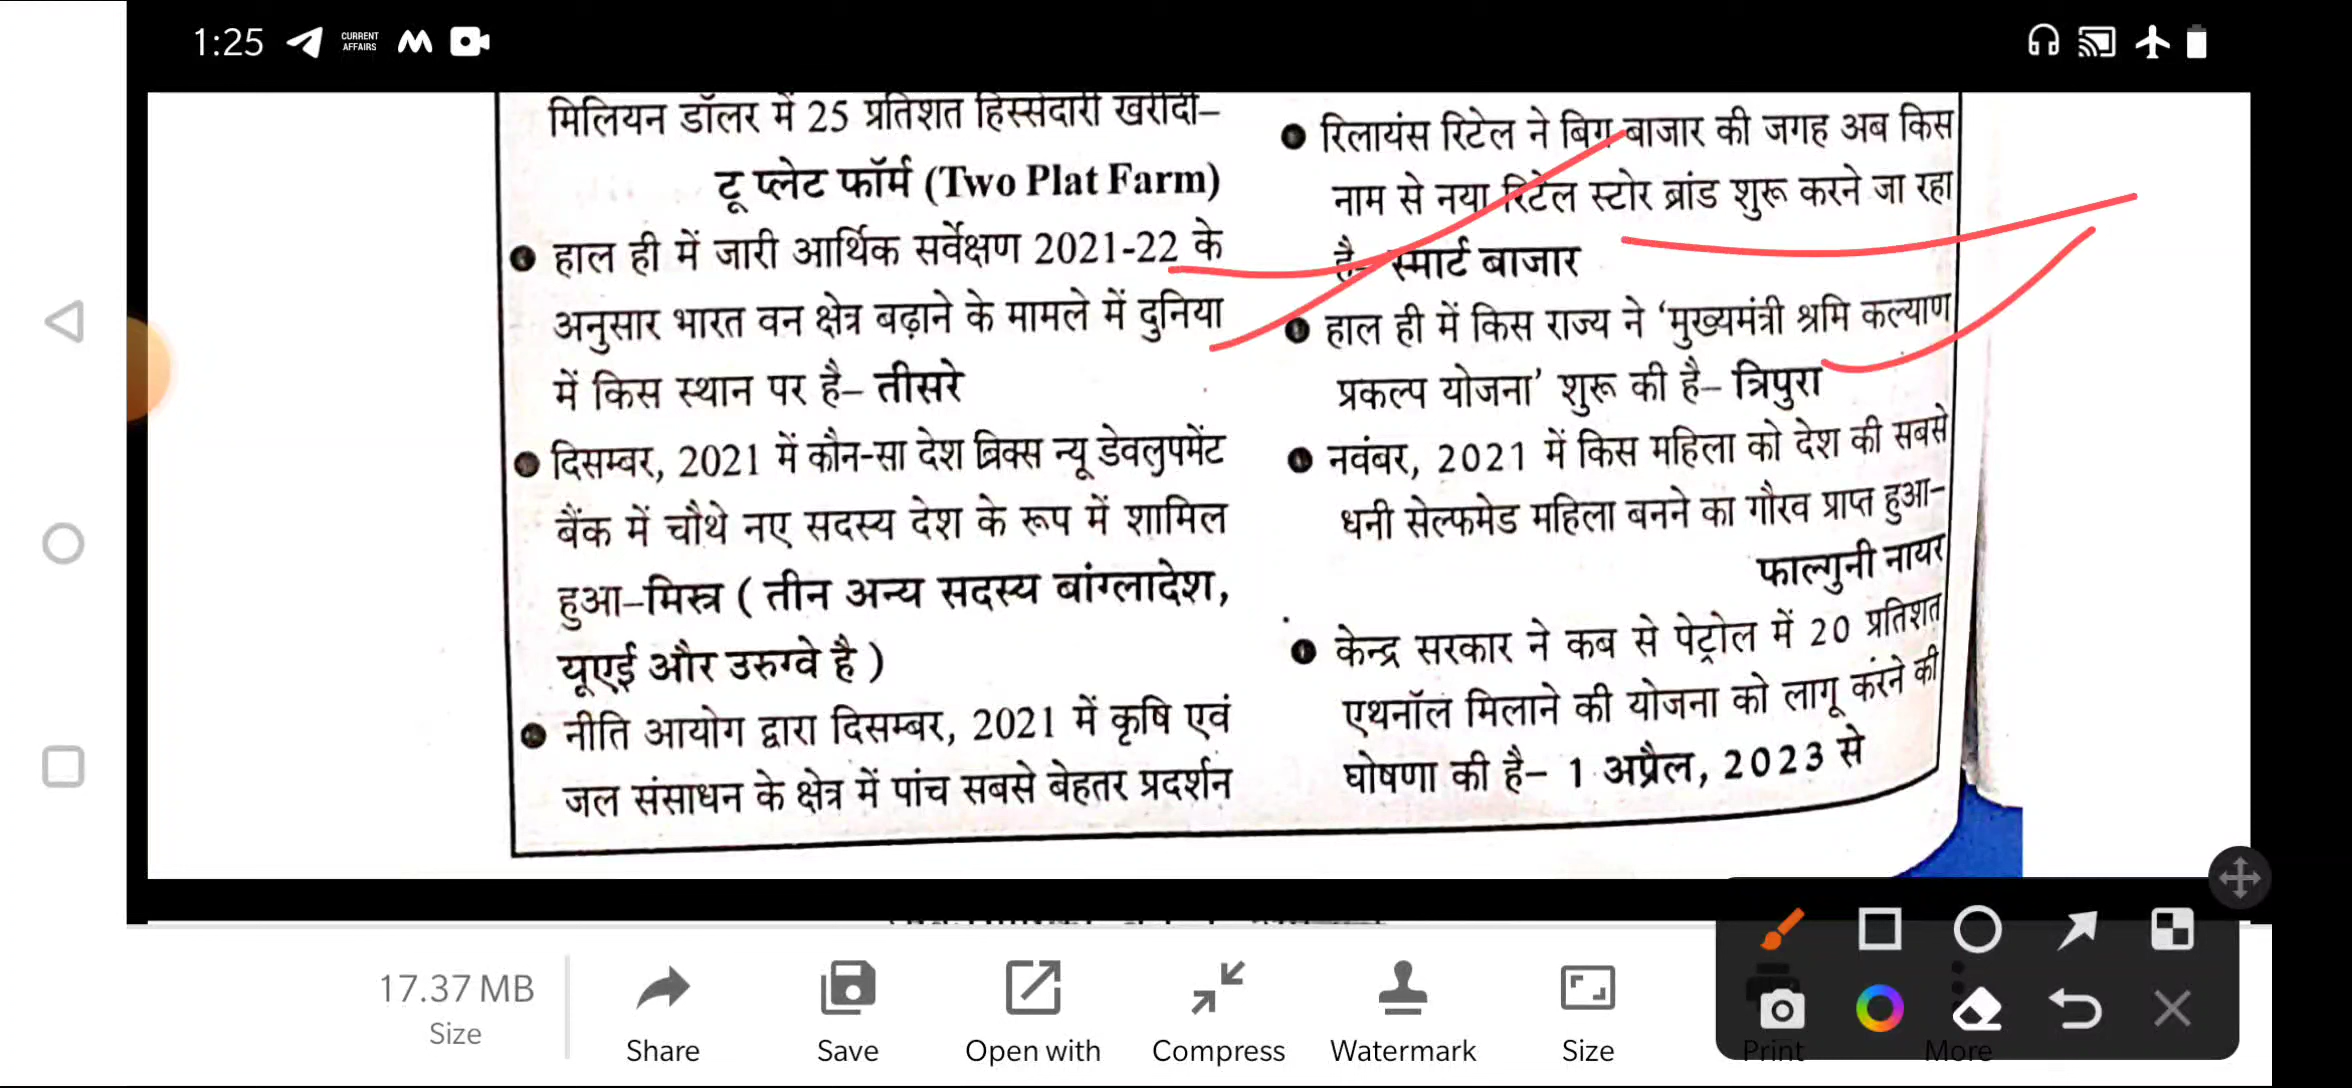 1:25
CURRENT
AFFAIRS
मिलियन डॉलर में 25 प्रतिशत हिस्सेदारी खरीदी–
टू प्लेट फॉर्म (Two Plat Farm)
हाल ही में जारी आर्थिक सर्वेक्षण 2021-22 के
अनुसार भारत वन क्षेत्र बढ़ाने के मामले में दुनिया
में किस स्थान पर है– तीसरे
दिसम्बर, 2021 में कौन-सा देश ब्रिक्स न्यू डेवलुपमेंट
बैंक में चौथे नए सदस्य देश के रूप में शामिल
हुआ–मिस्त्र ( तीन अन्य सदस्य बांग्लादेश,
यूएई और उरुग्वे है )
नीति आयोग द्वारा दिसम्बर, 2021 में कृषि एवं
जल संसाधन के क्षेत्र में पांच सबसे बेहतर प्रदर्शन
रिलायंस रिटेल ने बिग बाजार की जगह अब किस
नाम से नया रिटेल स्टोर ब्रांड शुरू करने जा रहा
है– स्मार्ट बाजार
हाल ही में किस राज्य ने ‘मुख्यमंत्री श्रमि कल्याण
प्रकल्प योजना’ शुरू की है– त्रिपुरा
नवंबर, 2021 में किस महिला को देश की सबसे
धनी सेल्फमेड महिला बनने का गौरव प्राप्त हुआ–
फाल्गुनी नायर
केन्द्र सरकार ने कब से पेट्रोल में 20 प्रतिशत
एथनॉल मिलाने की योजना को लागू करने की
घोषणा की है– 1 अप्रैल, 2023 से
17.37 MB
Size
Share
Save
Open with
Compress
Watermark
Size
Print
More